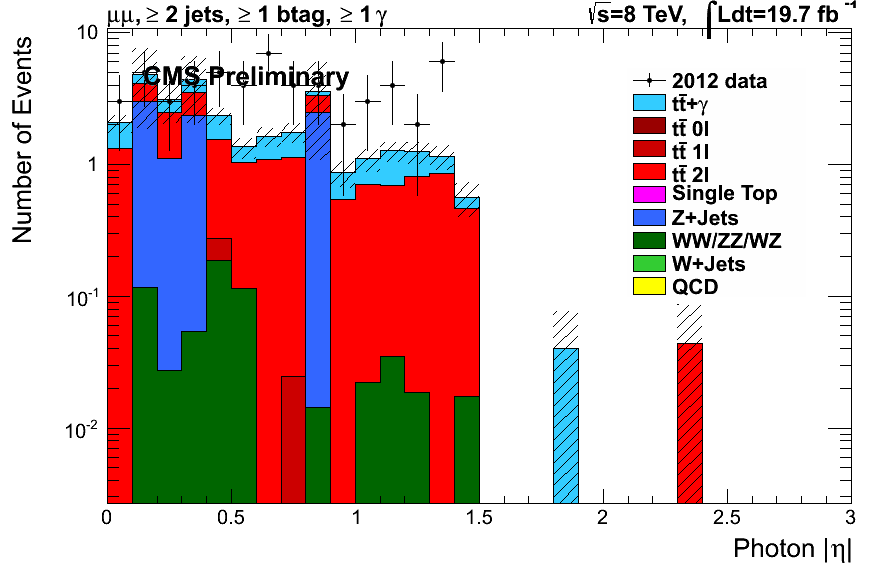 μμ, ≥ 2 jets, ≥ 1 btag, ≥ 1 γ
√s=8 TeV, ∫Ldt=19.7 fb⁻¹
CMS Preliminary
2012 data
tt̄+γ
tt̄ 0l
tt̄ 1l
tt̄ 2l
Single Top
Z+Jets
WW/ZZ/WZ
W+Jets
QCD
Number of Events
10
1
10⁻¹
10⁻²
0 0.5 1 1.5 2 2.5 3
Photon |η|